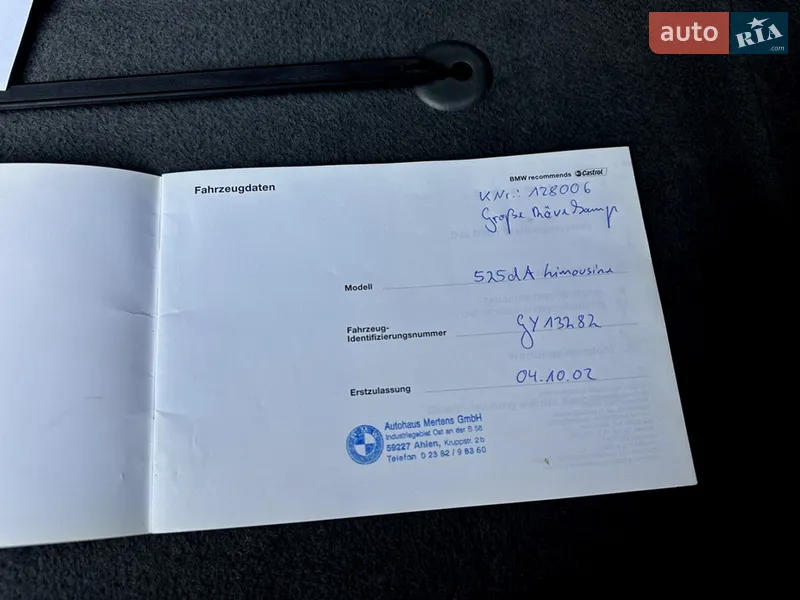 auto RIA .com
Fahrzeugdaten
BMW recommends Castrol
KNr.: 128006
Große
Modell 525dA Limousine
Fahrzeug-
Identifizierungsnummer GY13282
Erstzulassung 04.10.02
Autohaus Mertens GmbH
Industriegebiet Ost an der B 58
59227 Ahlen, Kruppstr. 2b
Telefon 0 23 82 / 9 83 60